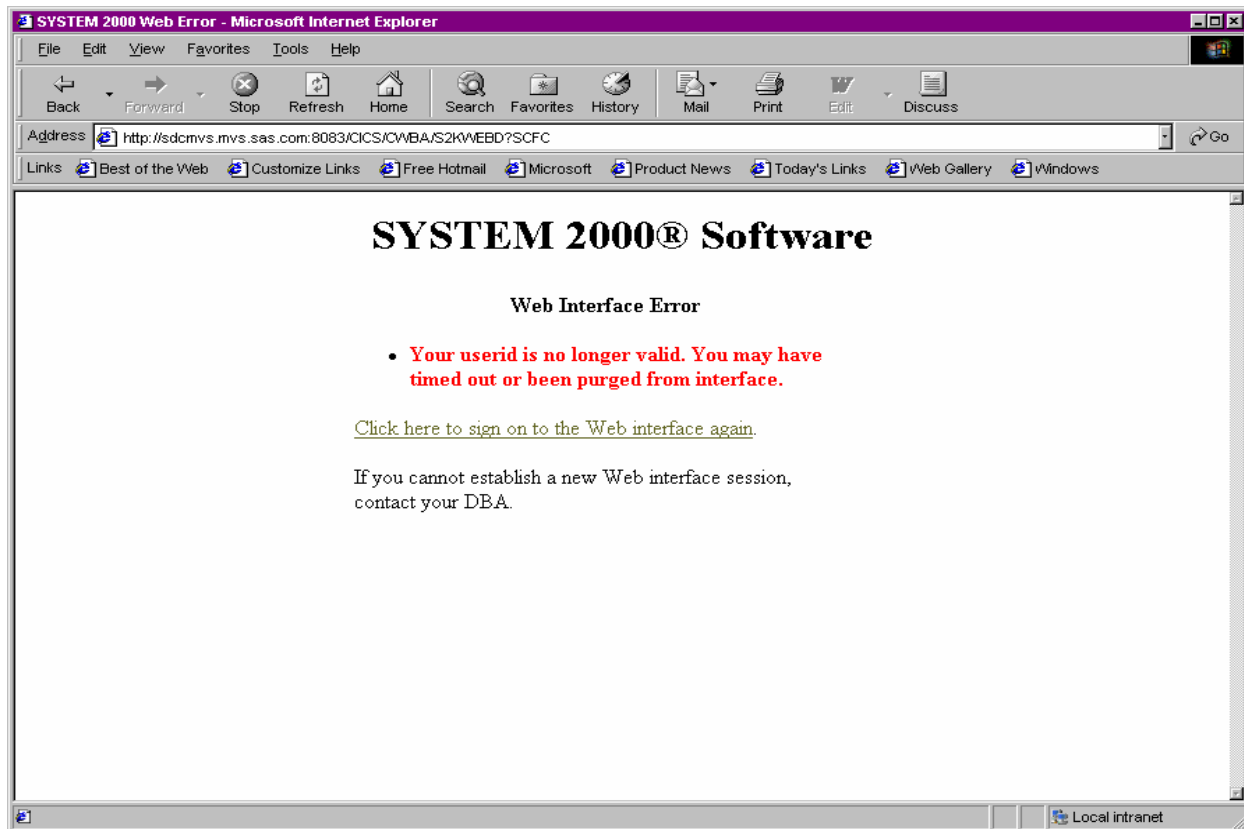 SYSTEM 2000 Web Error - Microsoft Internet Explorer
File Edit View Favorites Tools Help
Back Forward Stop Refresh Home Search Favorites History Mail Print Edit Discuss
Address http://sdcmvs.mvs.sas.com:8083/CICS/CWBA/S2KWEBD?SCFC Go
Links Best of the Web Customize Links Free Hotmail Microsoft Product News Today's Links Web Gallery Windows
SYSTEM 2000® Software
Web Interface Error
• Your userid is no longer valid. You may have
timed out or been purged from interface.
Click here to sign on to the Web interface again.
If you cannot establish a new Web interface session,
contact your DBA.
Local intranet